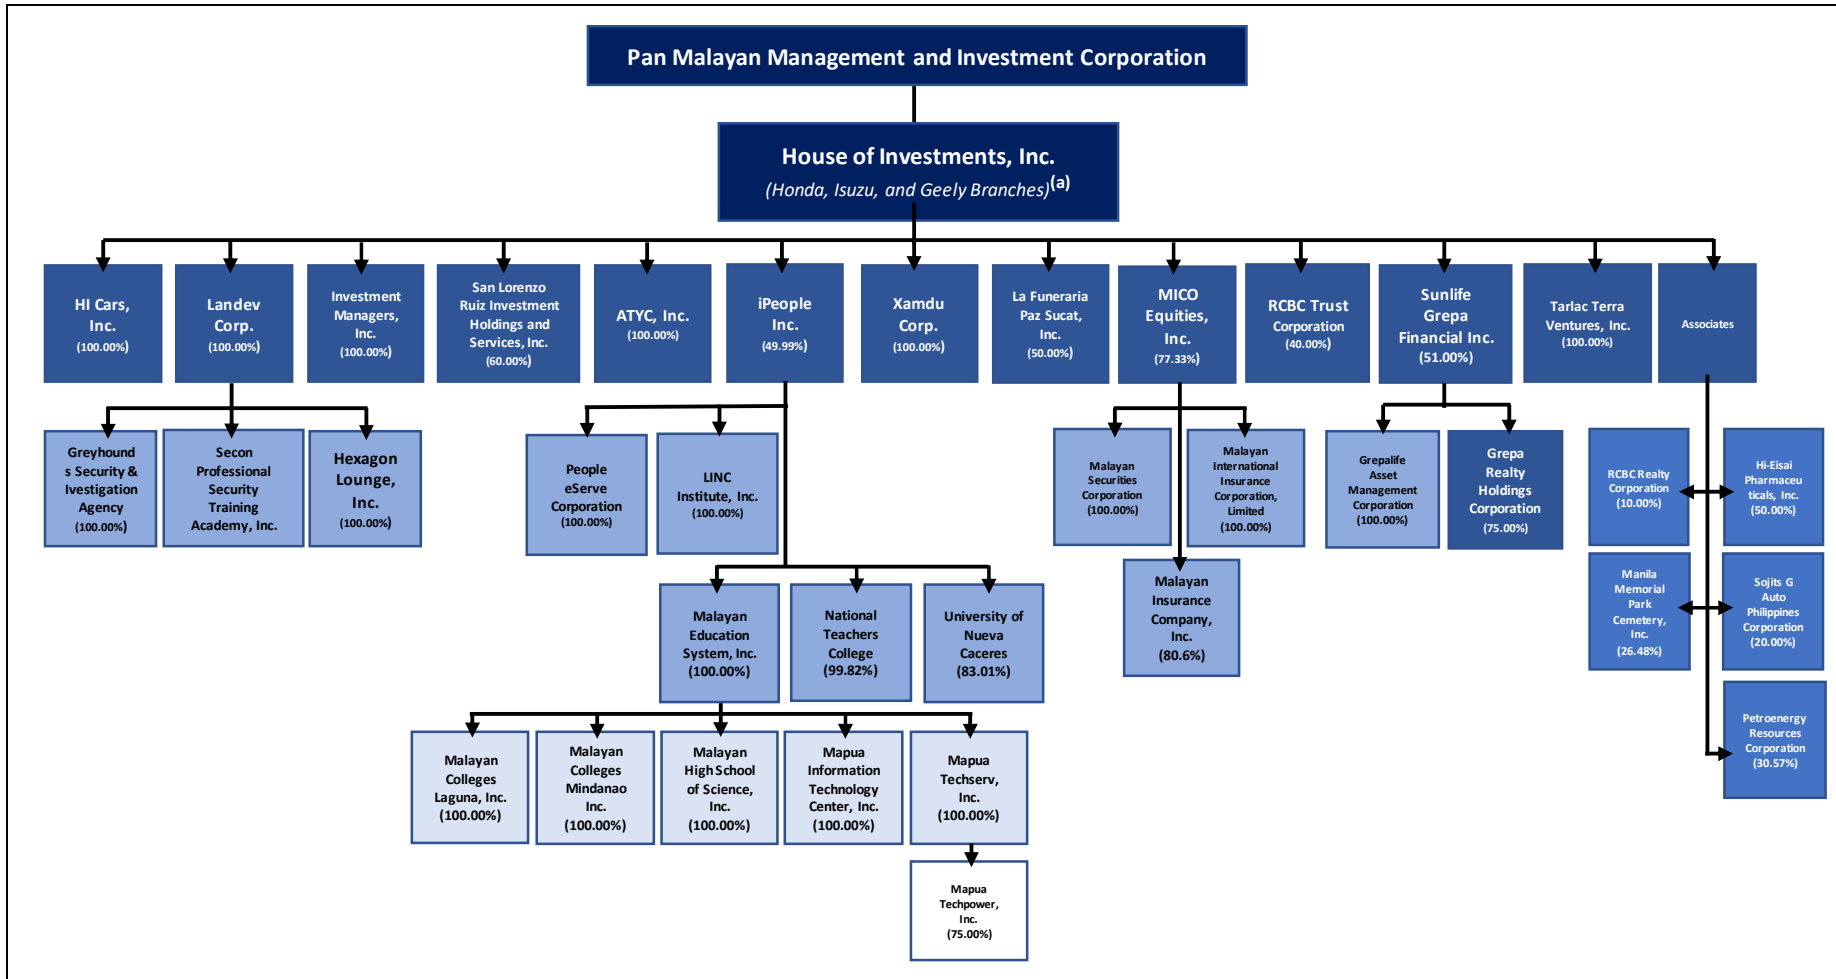 Pan Malayan Management and Investment Corporation
House of Investments, Inc.
(Honda, Isuzu, and Geely Branches)(a)
HI Cars,
Inc.
(100.00%)
Landev
Corp.
(100.00%)
Investment
Managers,
Inc.
(100.00%)
San Lorenzo
Ruiz Investment
Holdings and
Services, Inc.
(60.00%)
ATYC, Inc.
(100.00%)
iPeople
Inc.
(49.99%)
Xamdu
Corp.
(100.00%)
La Funeraria
Paz Sucat,
Inc.
(50.00%)
MICO
Equities,
Inc.
(77.33%)
RCBC Trust
Corporation
(40.00%)
Sunlife
Grepa
Financial Inc.
(51.00%)
Tarlac Terra
Ventures, Inc.
(100.00%)
Associates
Greyhound
s Security &
Ivestigation
Agency
(100.00%)
Secon
Professional
Security
Training
Academy, Inc.
Hexagon
Lounge,
Inc.
(100.00%)
People
eServe
Corporation
(100.00%)
LINC
Institute, Inc.
(100.00%)
Malayan
Securities
Corporation
(100.00%)
Malayan
International
Insurance
Corporation,
Limited
(100.00%)
Grepalife
Asset
Management
Corporation
(100.00%)
Grepa
Realty
Holdings
Corporation
(75.00%)
RCBC Realty
Corporation
(10.00%)
Hi-Eisai
Pharmaceu
ticals, Inc.
(50.00%)
Malayan
Education
System, Inc.
(100.00%)
National
Teachers
College
(99.82%)
University of
Nueva
Caceres
(83.01%)
Malayan
Insurance
Company,
Inc.
(80.6%)
Manila
Memorial
Park
Cemetery,
Inc.
(26.48%)
Sojits G
Auto
Philippines
Corporation
(20.00%)
Malayan
Colleges
Laguna, Inc.
(100.00%)
Malayan
Colleges
Mindanao
Inc.
(100.00%)
Malayan
High School
of Science,
Inc.
(100.00%)
Mapua
Information
Technology
Center, Inc.
(100.00%)
Mapua
Techserv,
Inc.
(100.00%)
Petroenergy
Resources
Corporation
(30.57%)
Mapua
Techpower,
Inc.
(75.00%)